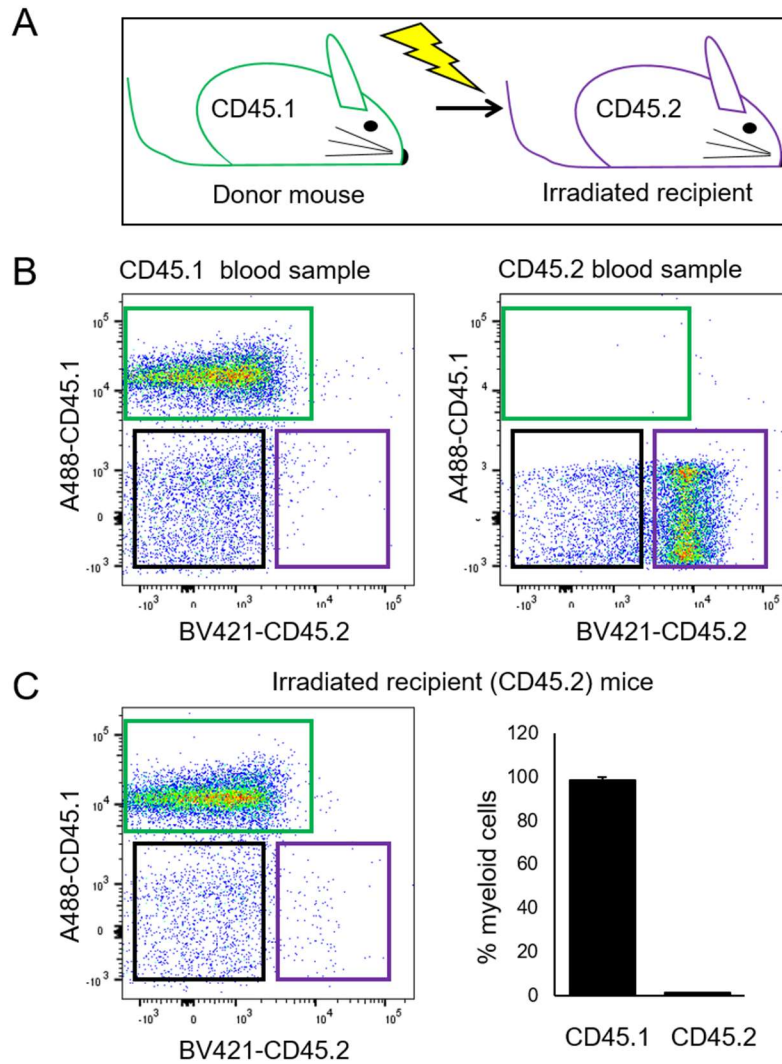 A
CD45.1
CD45.2
Donor mouse
Irradiated recipient
B
CD45.1 blood sample
CD45.2 blood sample
A488-CD45.1
10⁵
10⁴
10³
0
-10³
-10³
0
10³
10⁴
10⁵
BV421-CD45.2
A488-CD45.1
10⁵
4
3
0
-10³
-10³
0
10³
10⁴
10⁵
BV421-CD45.2
C
Irradiated recipient (CD45.2) mice
A488-CD45.1
10⁵
10⁴
10³
0
-10³
-10³
0
10³
10⁴
10⁵
BV421-CD45.2
% myeloid cells
120
100
80
60
40
20
0
CD45.1
CD45.2